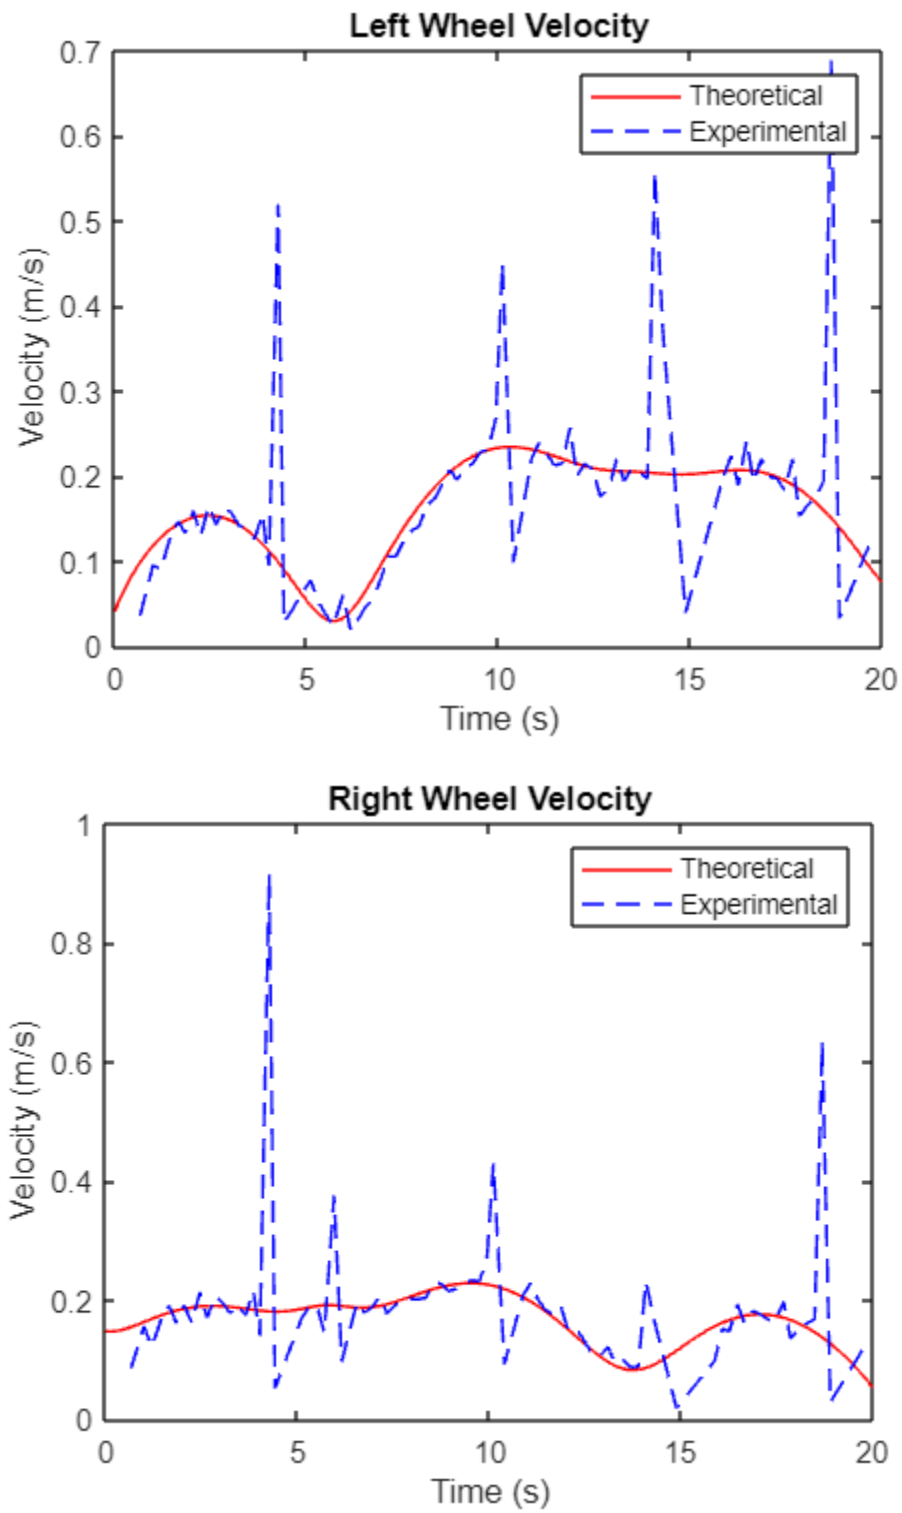 Left Wheel Velocity
0.7
0.6
0.5
0.4
0.3
0.2
0.1
0
Velocity (m/s)
Theoretical
Experimental
0 5 10 15 20
Time (s)
Right Wheel Velocity
1
0.8
0.6
0.4
0.2
0
Velocity (m/s)
Theoretical
Experimental
0 5 10 15 20
Time (s)